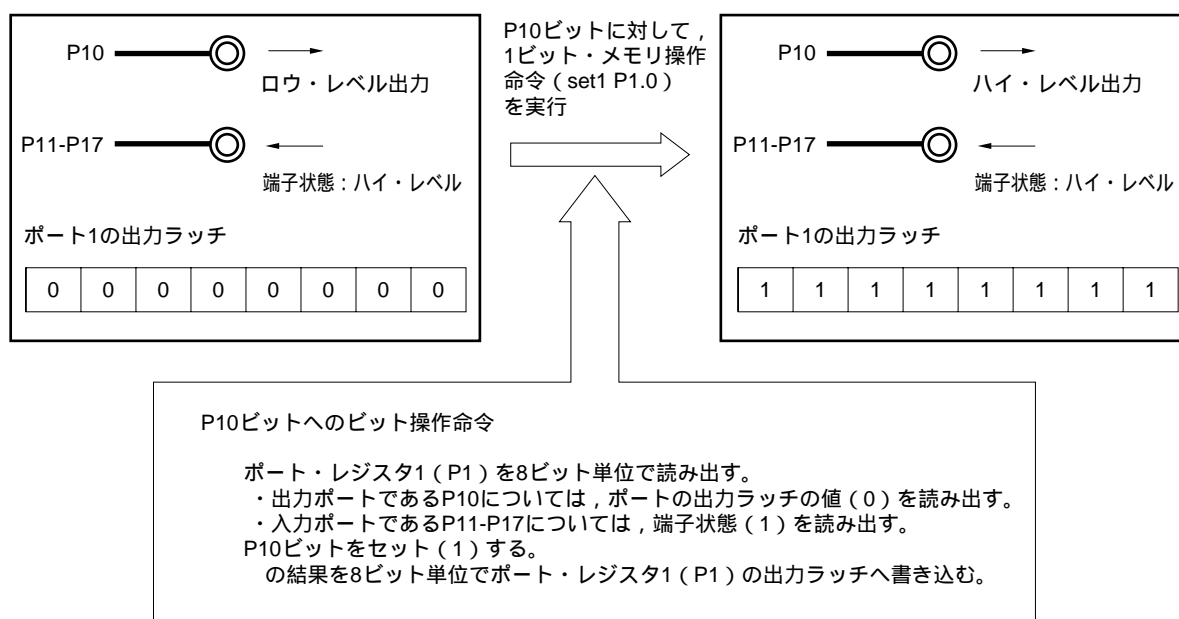 P10
ロウ・レベル出力
P11-P17
端子状態：ハイ・レベル
ポート1の出力ラッチ
0 0 0 0 0 0 0 0
P10ビットに対して，
1ビット・メモリ操作
命令（set1 P1.0）
を実行
P10
ハイ・レベル出力
P11-P17
端子状態：ハイ・レベル
ポート1の出力ラッチ
1 1 1 1 1 1 1 1
P10ビットへのビット操作命令
ポート・レジスタ1（P1）を8ビット単位で読み出す。
・出力ポートであるP10については，ポートの出力ラッチの値（0）を読み出す。
・入力ポートであるP11-P17については，端子状態（1）を読み出す。
P10ビットをセット（1）する。
の結果を8ビット単位でポート・レジスタ1（P1）の出力ラッチへ書き込む。